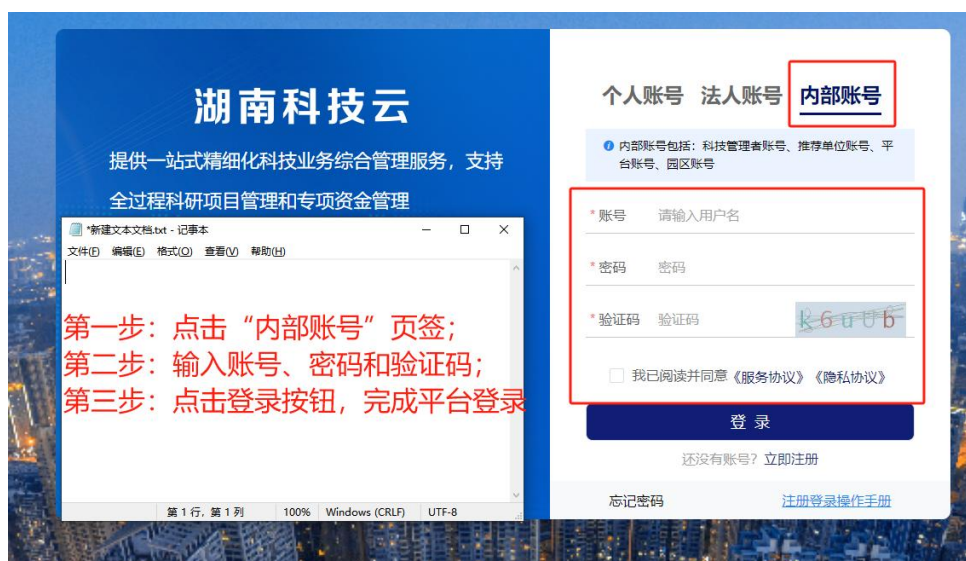 湖南科技云
提供一站式精细化科技业务综合管理服务，支持
全过程科研项目管理和专项资金管理
*新建文本文档.txt - 记事本
文件(F) 编辑(E) 格式(O) 查看(V) 帮助(H)
第一步：点击“内部账号”页签；
第二步：输入账号、密码和验证码；
第三步：点击登录按钮，完成平台登录
第 1 行，第 1 列 100% Windows (CRLF) UTF-8
个人账号 法人账号 内部账号
内部账号包括：科技管理者账号、推荐单位账号、平
台账号、园区账号
*账号 请输入用户名
*密码 密码
*验证码 验证码 k6uUb
我已阅读并同意《服务协议》《隐私协议》
登 录
还没有账号？立即注册
忘记密码 注册登录操作手册